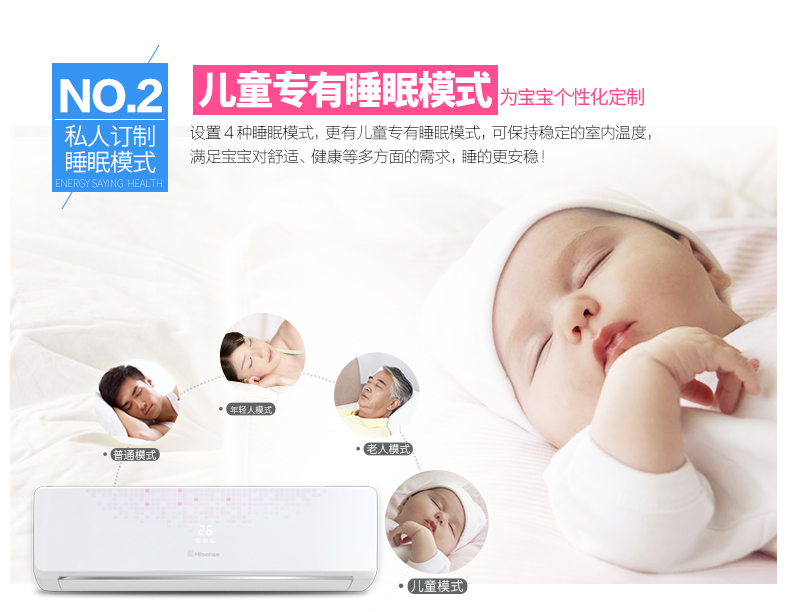 NO.2
私人订制
睡眠模式
ENERGY SAYING HEALTH
儿童专有睡眠模式 为宝宝个性化定制
设置4种睡眠模式, 更有儿童专有睡眠模式, 可保持稳定的室内温度,
满足宝宝对舒适、健康等多方面的需求, 睡的更安稳!
年轻人模式
普通模式
老人模式
26
Hisense
儿童模式